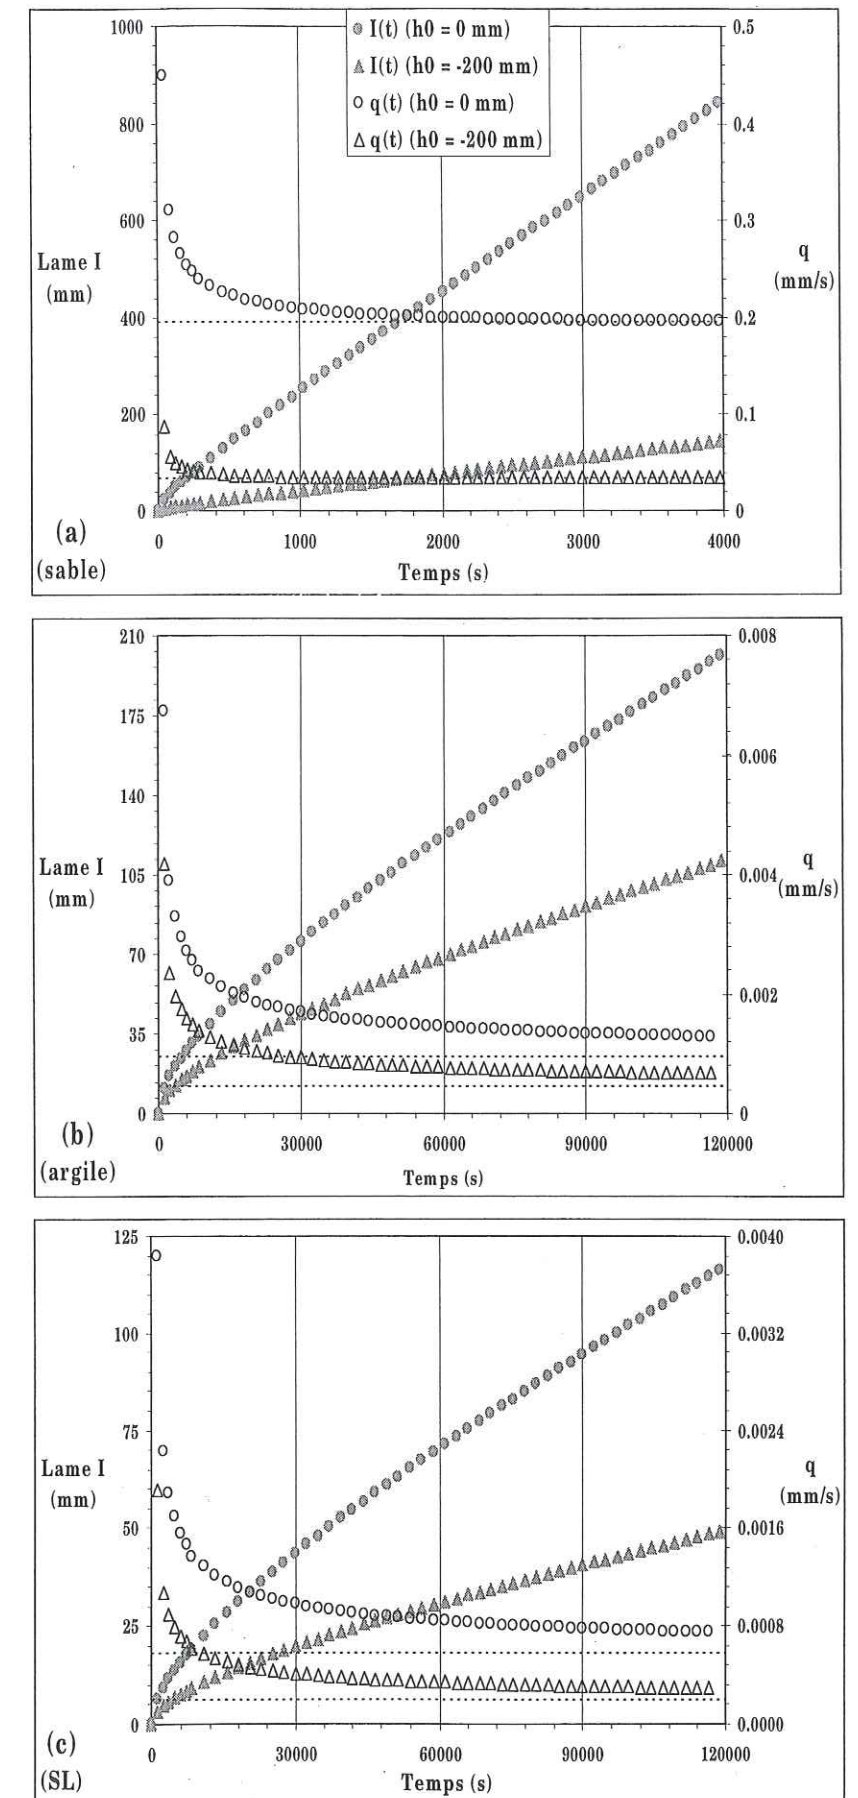 1000
800
600
400
200
0
Lame I
(mm)
I(t) (h0 = 0 mm)
I(t) (h0 = -200 mm)
q(t) (h0 = 0 mm)
q(t) (h0 = -200 mm)
0.5
0.4
0.3
0.2
0.1
0
q
(mm/s)
0 1000 2000 3000 4000
Temps (s)
(a)
(sable)
210
175
140
105
70
35
0
Lame I
(mm)
0.008
0.006
0.004
0.002
0
q
(mm/s)
0 30000 60000 90000 120000
Temps (s)
(b)
(argile)
125
100
75
50
25
0
Lame I
(mm)
0.0040
0.0032
0.0024
0.0016
0.0008
0.0000
q
(mm/s)
0 30000 60000 90000 120000
Temps (s)
(c)
(SL)